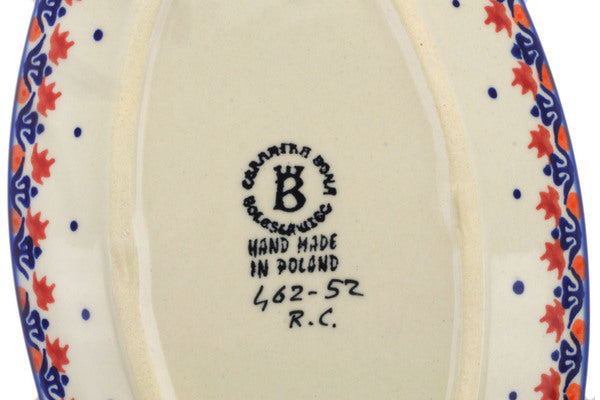 CERAMIKA BONA
B
BOLESŁAWIEC
HAND MADE
IN POLAND
462-52
R.C.